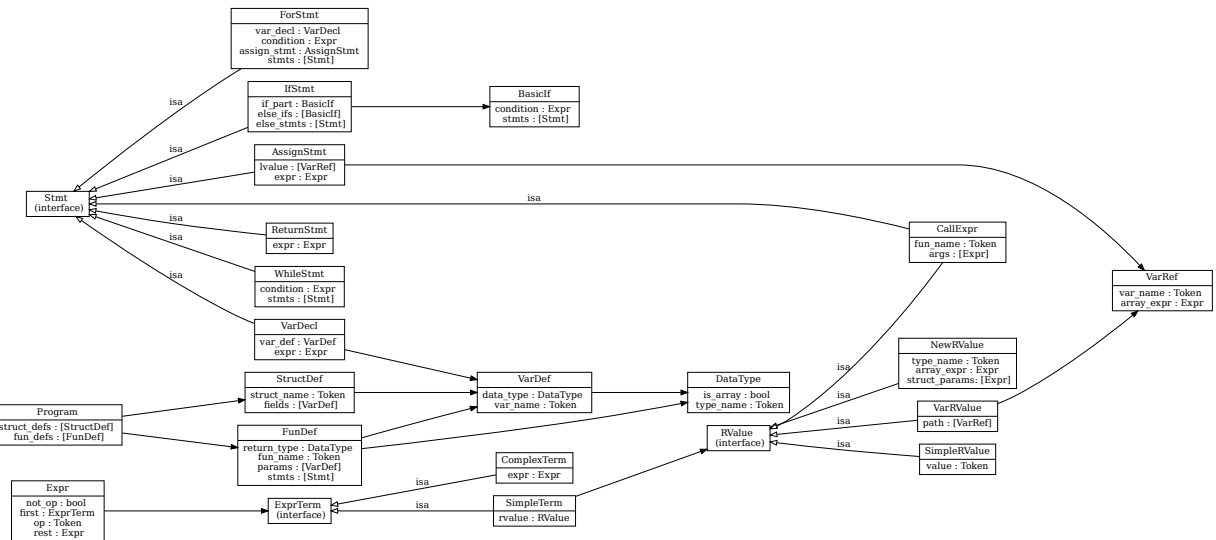 ForStmt
var_decl : VarDecl
condition : Expr
assign_stmt : AssignStmt
stmts : [Stmt]
isa
IfStmt
if_part : BasicIf
else_ifs : [BasicIf]
else_stmts : [Stmt]
BasicIf
condition : Expr
stmts : [Stmt]
isa
AssignStmt
lvalue : [VarRef]
expr : Expr
isa
Stmt
(interface)
isa
CallExpr
fun_name : Token
args : [Expr]
isa
ReturnStmt
expr : Expr
isa
WhileStmt
condition : Expr
stmts : [Stmt]
isa
VarRef
var_name : Token
array_expr : Expr
VarDecl
var_def : VarDef
expr : Expr
isa
NewRValue
type_name : Token
array_expr : Expr
struct_params: [Expr]
isa
StructDef
struct_name : Token
fields : [VarDef]
VarDef
data_type : DataType
var_name : Token
DataType
is_array : bool
type_name : Token
isa
VarRValue
path : [VarRef]
isa
Program
struct_defs : [StructDef]
fun_defs : [FunDef]
FunDef
return_type : DataType
fun_name : Token
params : [VarDef]
stmts : [Stmt]
RValue
(interface)
isa
SimpleRValue
value : Token
ComplexTerm
expr : Expr
isa
Expr
not_op : bool
first : ExprTerm
op : Token
rest : Expr
ExprTerm
(interface)
isa
SimpleTerm
rvalue : RValue